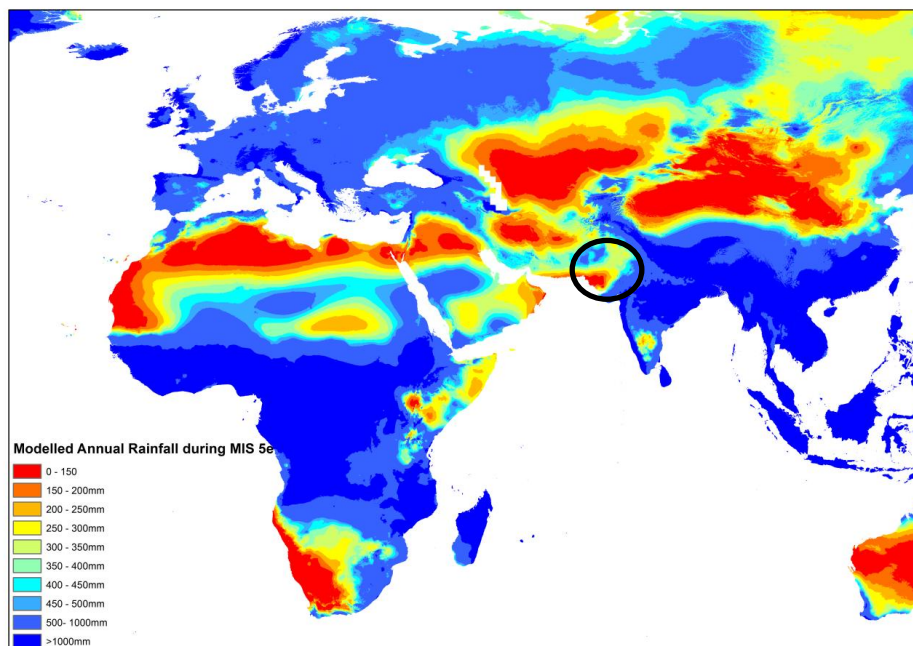 Modelled Annual Rainfall during MIS 5e
0 - 150
150 - 200mm
200 - 250mm
250 - 300mm
300 - 350mm
350 - 400mm
400 - 450mm
450 - 500mm
500- 1000mm
>1000mm